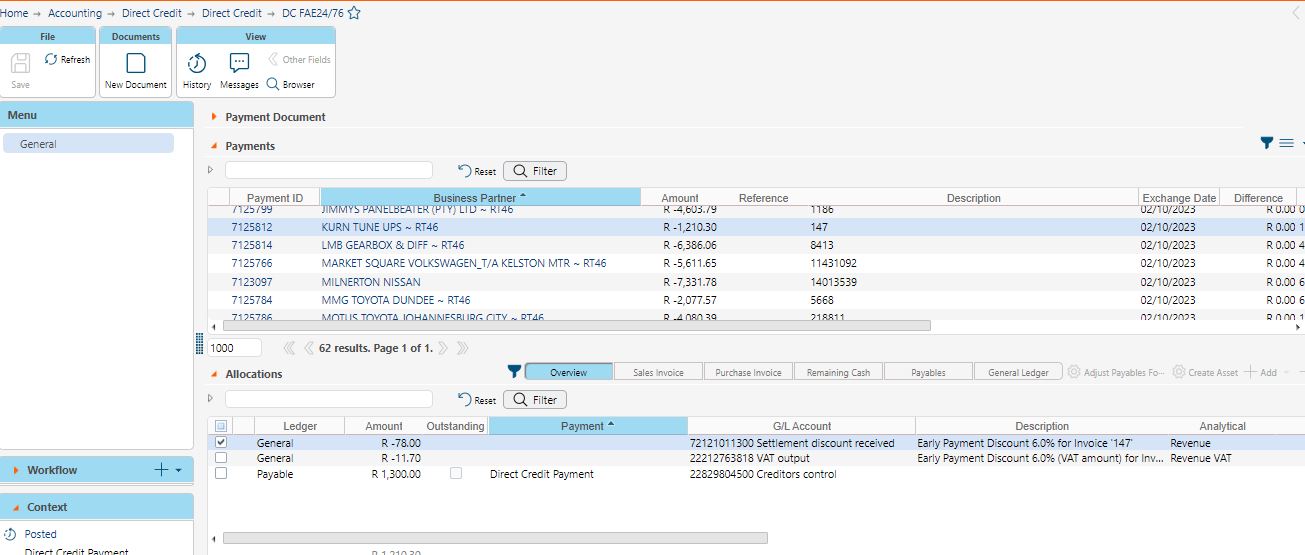 Home → Accounting → Direct Credit → Direct Credit → DC FAE24/76
File
Documents
View
Save
Refresh
New Document
History
Messages
Other Fields
Browser
Menu
General
Payment Document
Payments
Reset
Filter
Payment ID Business Partner Amount Reference Description Exchange Date Difference
7125799 JIMMYS PANELBEATER (PTY) LTD ~ RT46 R -4,603.79 1186 02/10/2023 R 0.00 0
7125812 KURN TUNE UPS ~ RT46 R -1,210.30 147 02/10/2023 R 0.00 1
7125814 LMB GEARBOX & DIFF ~ RT46 R -6,386.06 8413 02/10/2023 R 0.00 4
7125766 MARKET SQUARE VOLKSWAGEN_T/A KELSTON MTR ~ RT46 R -5,611.65 11431092 02/10/2023 R 0.00 4
7123097 MILNERTON NISSAN R -7,331.78 14013539 02/10/2023 R 0.00 6
7125784 MMG TOYOTA DUNDEE ~ RT46 R -2,077.57 5668 02/10/2023 R 0.00 6
7125786 MOTUS TOYOTA JOHANNESBURG CITY ~ RT46 R -4,080.39 218811 02/10/2023 R 0.00 6
1000 62 results. Page 1 of 1.
Allocations
Overview Sales Invoice Purchase Invoice Remaining Cash Payables General Ledger Adjust Payables Fo... Create Asset Add
Reset
Filter
Ledger Amount Outstanding Payment G/L Account Description Analytical
General R -78.00 72121011300 Settlement discount received Early Payment Discount 6.0% for Invoice '147' Revenue
General R -11.70 22212763818 VAT output Early Payment Discount 6.0% (VAT amount) for Inv... Revenue VAT
Payable R 1,300.00 Direct Credit Payment 22829804500 Creditors control
Workflow
Context
Posted
Direct Credit Payment
R 1,210.30